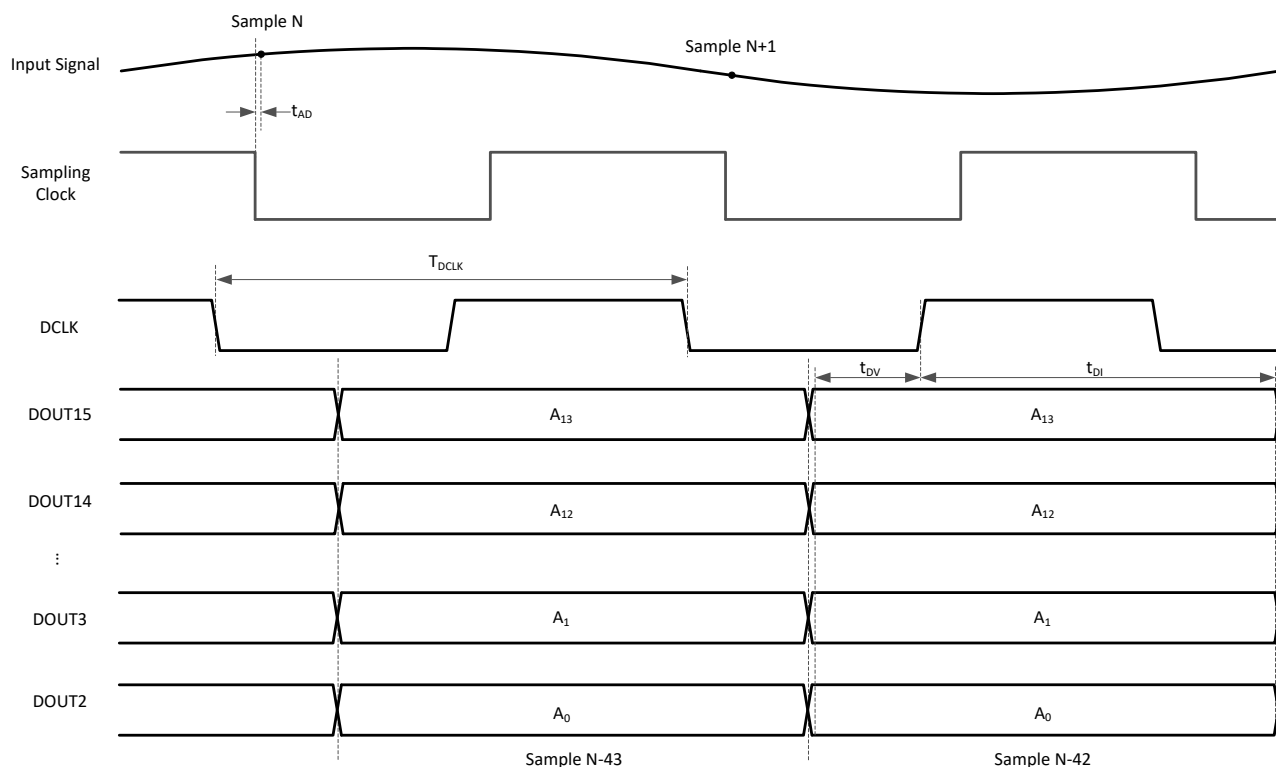 Sample N
Sample N+1
Input Signal
tAD
Sampling
Clock
TDCLK
DCLK
tDV
tDI
DOUT15
A13
A13
DOUT14
A12
A12
...
DOUT3
A1
A1
DOUT2
A0
A0
Sample N-43
Sample N-42